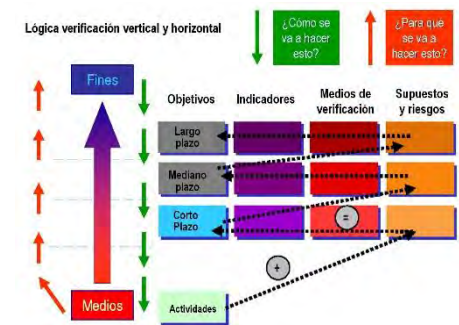 Lógica verificación vertical y horizontal
¿Cómo se
va a hacer
esto?
¿Para qué
se va a
hacer esto?
Fines
Objetivos
Indicadores
Medios de
verificación
Supuestos
y riesgos
Largo
plazo
Mediano
plazo
Corto
Plazo
=
+
Medios
Actividades